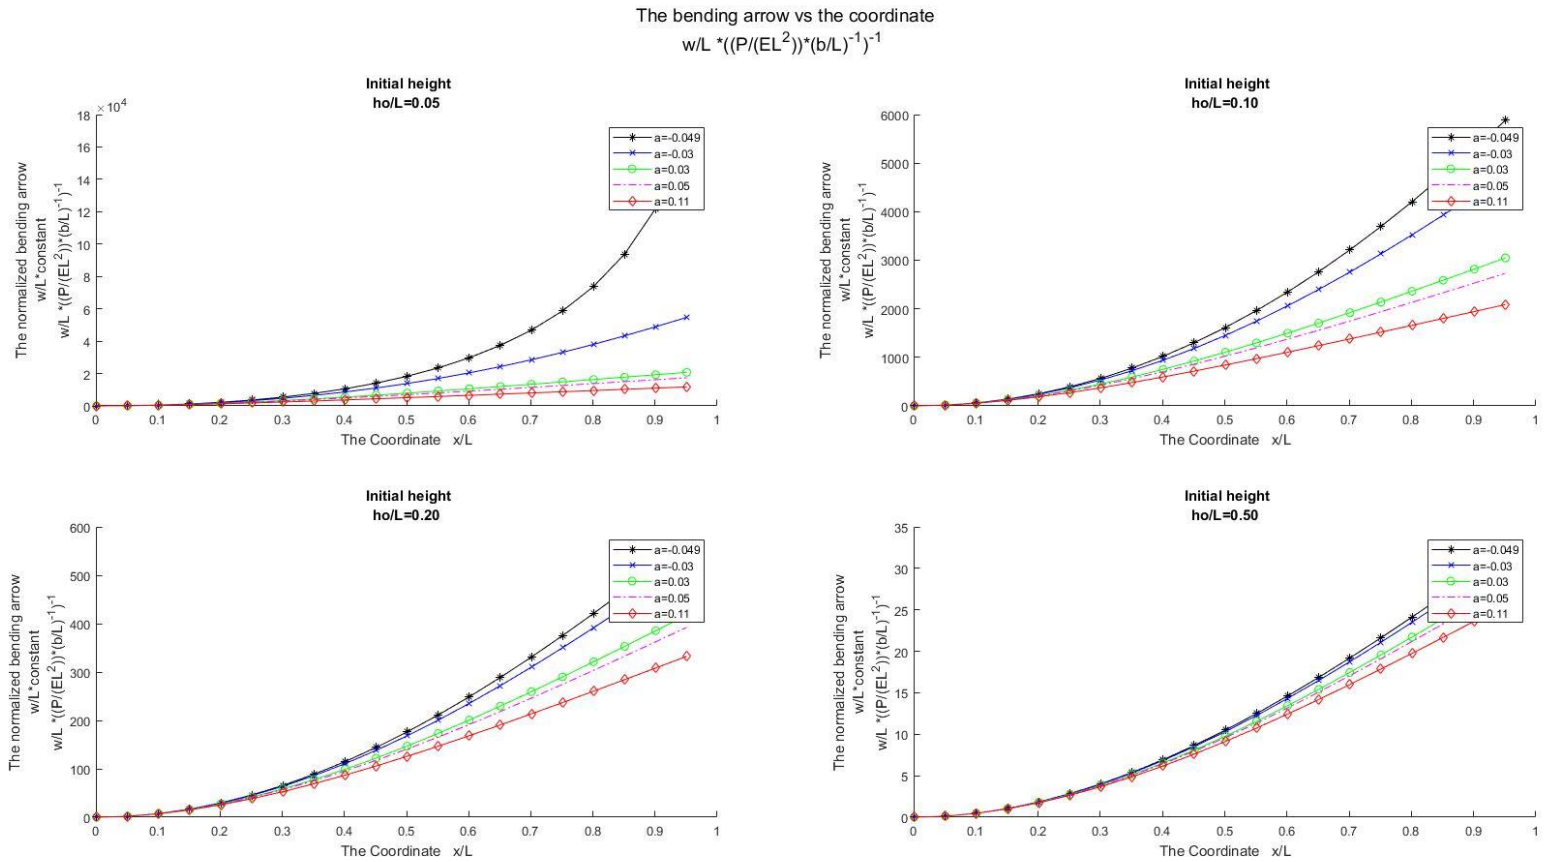 The bending arrow vs the coordinate
w/L *((P/(EL²))*(b/L)⁻¹)⁻¹
Initial height
ho/L=0.05
×10⁴
18
16
14
12
10
8
6
4
2
0
The normalized bending arrow
w/L*constant
w/L *((P/(EL²))*(b/L)⁻¹)⁻¹
a=-0.049
a=-0.03
a=0.03
a=0.05
a=0.11
0 0.1 0.2 0.3 0.4 0.5 0.6 0.7 0.8 0.9 1
The Coordinate x/L
Initial height
ho/L=0.10
6000
5000
4000
3000
2000
1000
0
The normalized bending arrow
w/L*constant
w/L *((P/(EL²))*(b/L)⁻¹)⁻¹
a=-0.049
a=-0.03
a=0.03
a=0.05
a=0.11
0 0.1 0.2 0.3 0.4 0.5 0.6 0.7 0.8 0.9 1
The Coordinate x/L
Initial height
ho/L=0.20
600
500
400
300
200
100
0
The normalized bending arrow
w/L*constant
w/L *((P/(EL²))*(b/L)⁻¹)⁻¹
a=-0.049
a=-0.03
a=0.03
a=0.05
a=0.11
0 0.1 0.2 0.3 0.4 0.5 0.6 0.7 0.8 0.9 1
The Coordinate x/L
Initial height
ho/L=0.50
35
30
25
20
15
10
5
0
The normalized bending arrow
w/L*constant
w/L *((P/(EL²))*(b/L)⁻¹)⁻¹
a=-0.049
a=-0.03
a=0.03
a=0.05
a=0.11
0 0.1 0.2 0.3 0.4 0.5 0.6 0.7 0.8 0.9 1
The Coordinate x/L